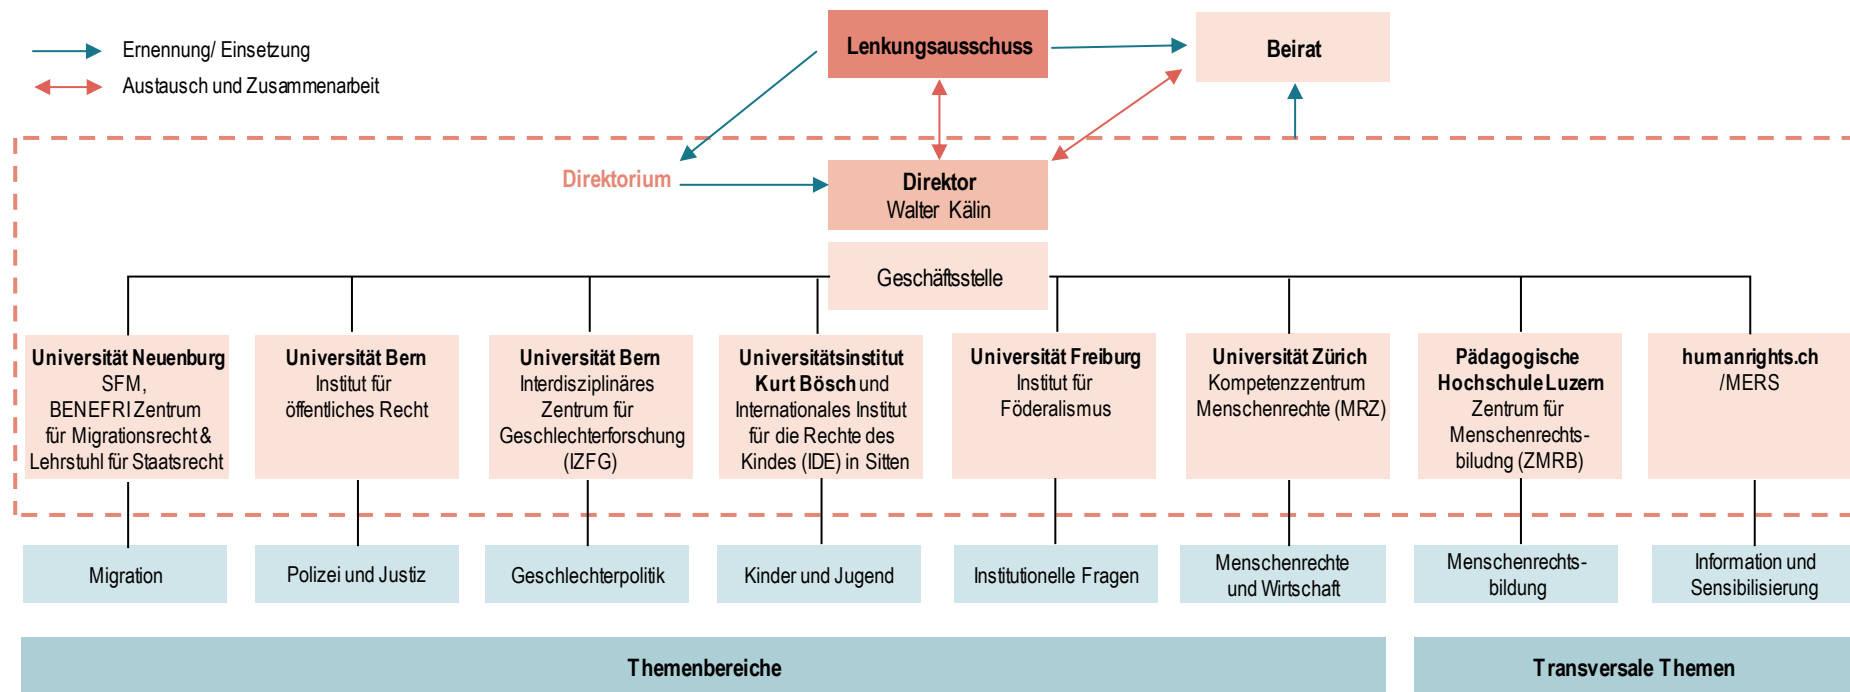 Ernennung/ Einsetzung
Austausch und Zusammenarbeit
Lenkungsausschuss
Beirat
Direktorium
Direktor
Walter Kälin
Geschäftsstelle
Universität Neuenburg
SFM,
BENEFRI Zentrum
für Migrationsrecht &
Lehrstuhl für Staatsrecht
Universität Bern
Institut für
öffentliches Recht
Universität Bern
Interdisziplinäres
Zentrum für
Geschlechterforschung
(IZFG)
Universitätsinstitut
Kurt Bösch und
Internationales Institut
für die Rechte des
Kindes (IDE) in Sitten
Universität Freiburg
Institut für
Föderalismus
Universität Zürich
Kompetenzzentrum
Menschenrechte (MRZ)
Pädagogische
Hochschule Luzern
Zentrum für
Menschenrechts-
biludng (ZMRB)
humanrights.ch
/MERS
Migration
Polizei und Justiz
Geschlechterpolitik
Kinder und Jugend
Institutionelle Fragen
Menschenrechte
und Wirtschaft
Menschenrechts-
bildung
Information und
Sensibilisierung
Themenbereiche
Transversale Themen